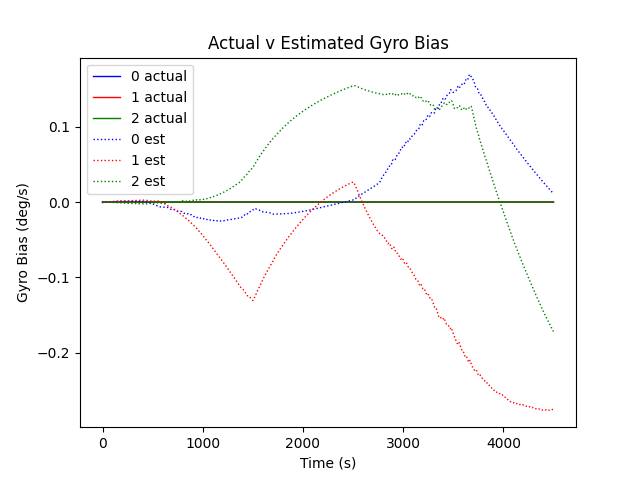 Actual v Estimated Gyro Bias
0 actual
1 actual
2 actual
0 est
1 est
2 est
0.1
0.0
−0.1
−0.2
Gyro Bias (deg/s)
0 1000 2000 3000 4000
Time (s)